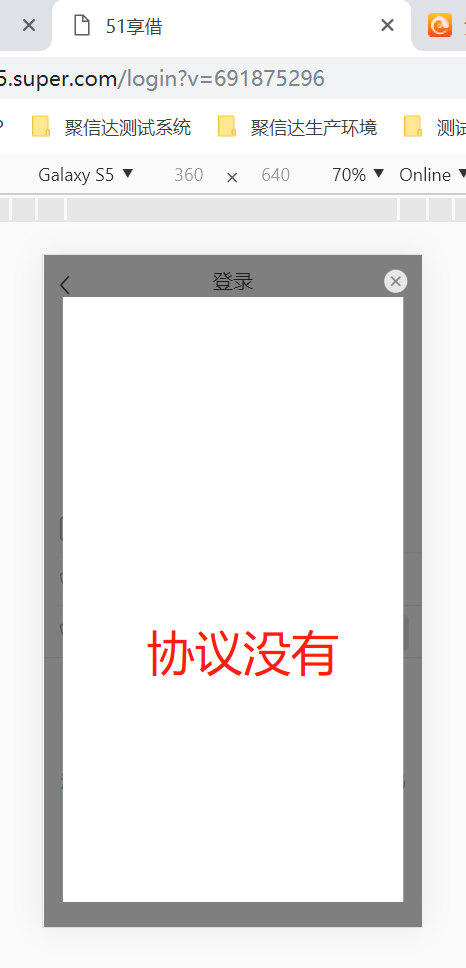 51享借
5.super.com/login?v=691875296
聚信达测试系统 聚信达生产环境 测试
Galaxy S5 360 × 640 70% Online
登录
协议没有